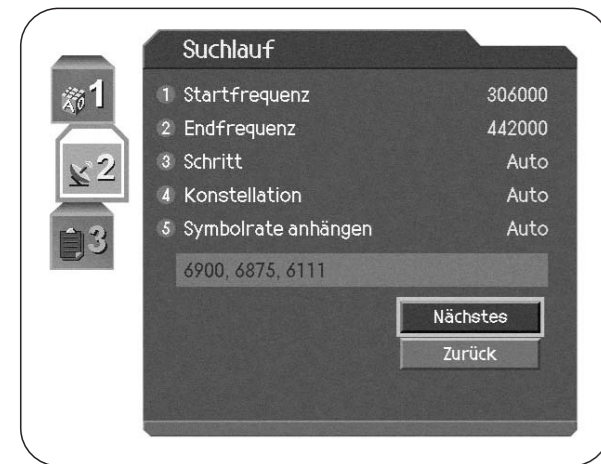 Suchlauf
1
2
3
1 Startfrequenz 306000
2 Endfrequenz 442000
3 Schritt Auto
4 Konstellation Auto
5 Symbolrate anhängen Auto
6900, 6875, 6111
Nächstes
Zurück